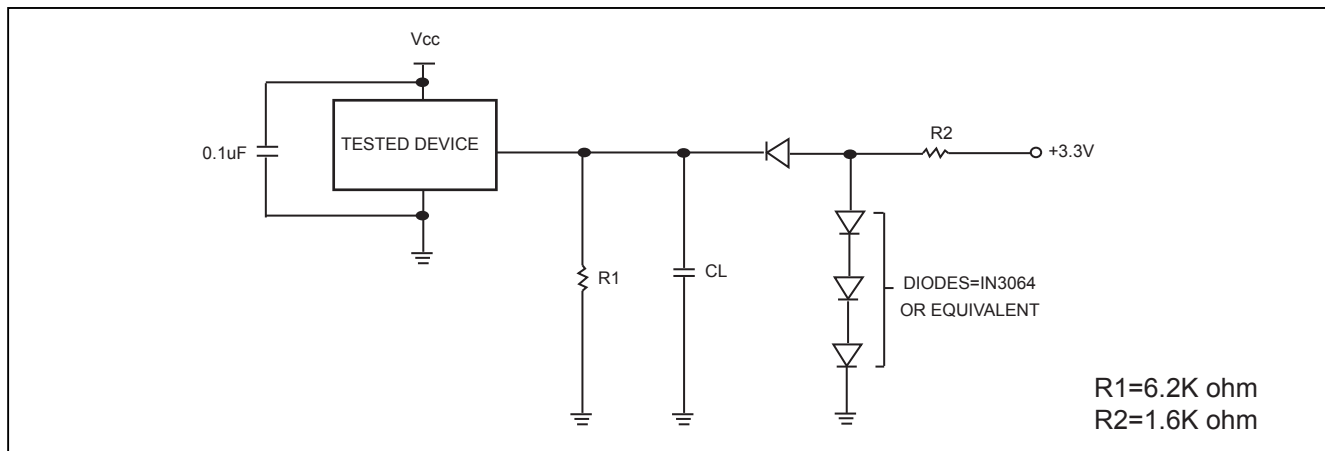 Vcc
TESTED DEVICE
0.1uF
R2
+3.3V
R1
CL
DIODES=IN3064
OR EQUIVALENT
R1=6.2K ohm
R2=1.6K ohm